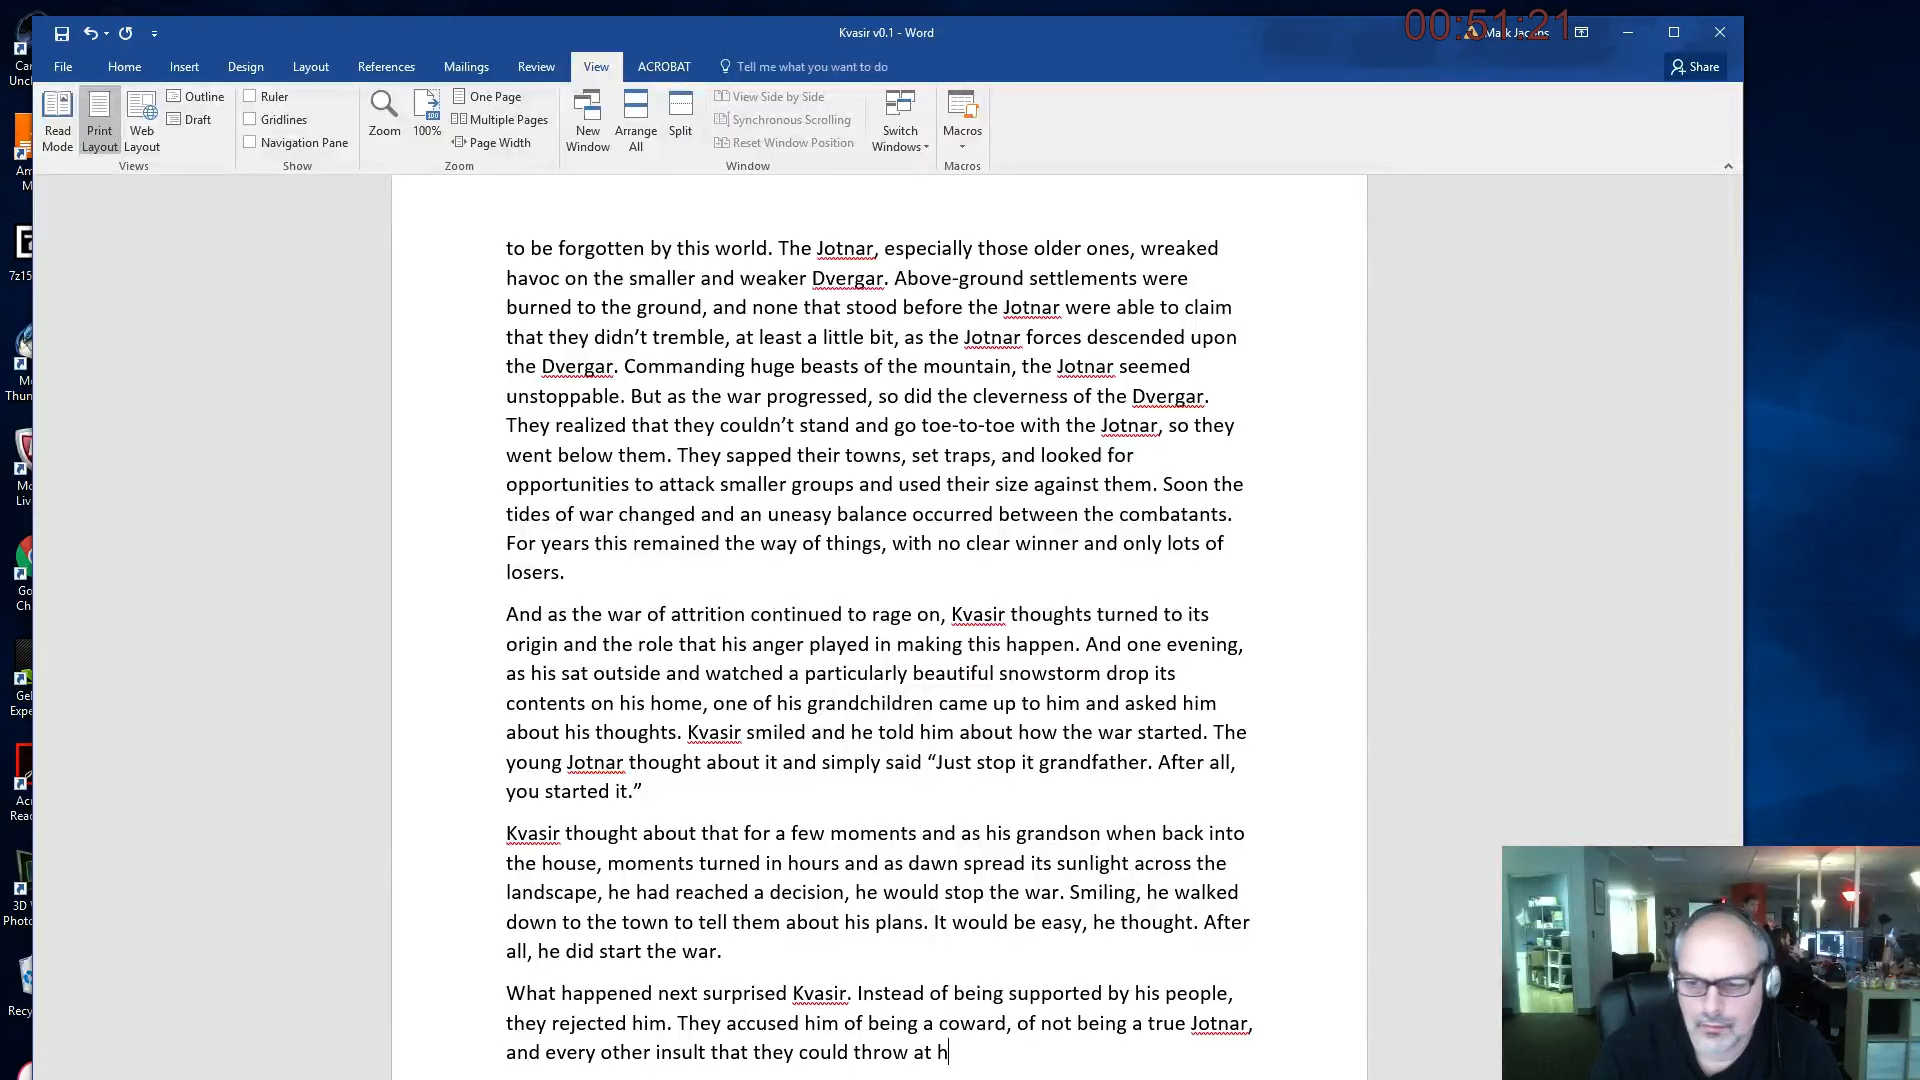 00:51:21
Kvasir v0.1 - Word
Mark Jacobs
File Home Insert Design Layout References Mailings Review View ACROBAT Tell me what you want to do Share
Read Mode
Print Layout
Web Layout
Outline
Draft
Views
Ruler
Gridlines
Navigation Pane
Show
Zoom
100%
One Page
Multiple Pages
Page Width
Zoom
New Window
Arrange All
Split
View Side by Side
Synchronous Scrolling
Reset Window Position
Window
Switch Windows
Macros
Macros
to be forgotten by this world. The Jotnar, especially those older ones, wreaked
havoc on the smaller and weaker Dvergar. Above-ground settlements were
burned to the ground, and none that stood before the Jotnar were able to claim
that they didn’t tremble, at least a little bit, as the Jotnar forces descended upon
the Dvergar. Commanding huge beasts of the mountain, the Jotnar seemed
unstoppable. But as the war progressed, so did the cleverness of the Dvergar.
They realized that they couldn’t stand and go toe-to-toe with the Jotnar, so they
went below them. They sapped their towns, set traps, and looked for
opportunities to attack smaller groups and used their size against them. Soon the
tides of war changed and an uneasy balance occurred between the combatants.
For years this remained the way of things, with no clear winner and only lots of
losers.
And as the war of attrition continued to rage on, Kvasir thoughts turned to its
origin and the role that his anger played in making this happen. And one evening,
as his sat outside and watched a particularly beautiful snowstorm drop its
contents on his home, one of his grandchildren came up to him and asked him
about his thoughts. Kvasir smiled and he told him about how the war started. The
young Jotnar thought about it and simply said “Just stop it grandfather. After all,
you started it.”
Kvasir thought about that for a few moments and as his grandson when back into
the house, moments turned in hours and as dawn spread its sunlight across the
landscape, he had reached a decision, he would stop the war. Smiling, he walked
down to the town to tell them about his plans. It would be easy, he thought. After
all, he did start the war.
What happened next surprised Kvasir. Instead of being supported by his people,
they rejected him. They accused him of being a coward, of not being a true Jotnar,
and every other insult that they could throw at h